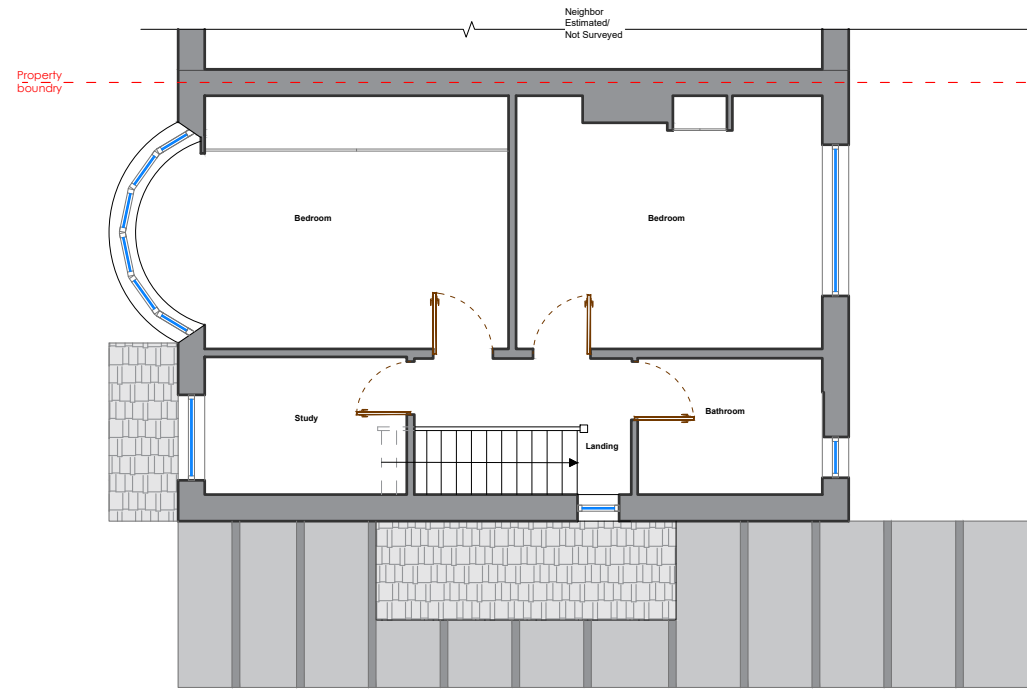 Neighbor
Estimated/
Not Surveyed
Property
boundry
Bedroom
Bedroom
Study
Bathroom
Landing